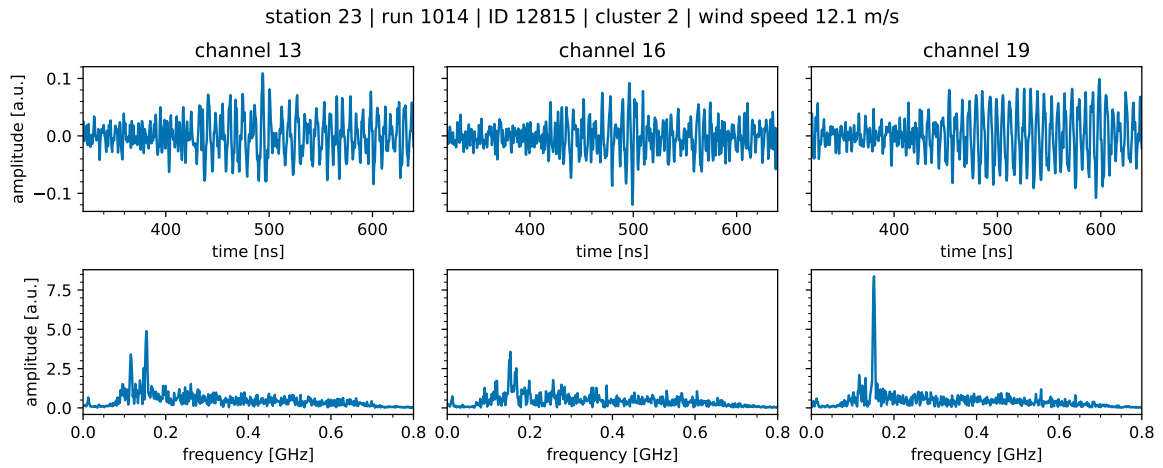 station 23 | run 1014 | ID 12815 | cluster 2 | wind speed 12.1 m/s
channel 13 channel 16 channel 19
amplitude [a.u.]
0.1
0.0
−0.1
400 500 600 400 500 600 400 500 600
time [ns] time [ns] time [ns]
amplitude [a.u.]
7.5
5.0
2.5
0.0
0.0 0.2 0.4 0.6 0.8 0.0 0.2 0.4 0.6 0.8 0.0 0.2 0.4 0.6 0.8
frequency [GHz] frequency [GHz] frequency [GHz]